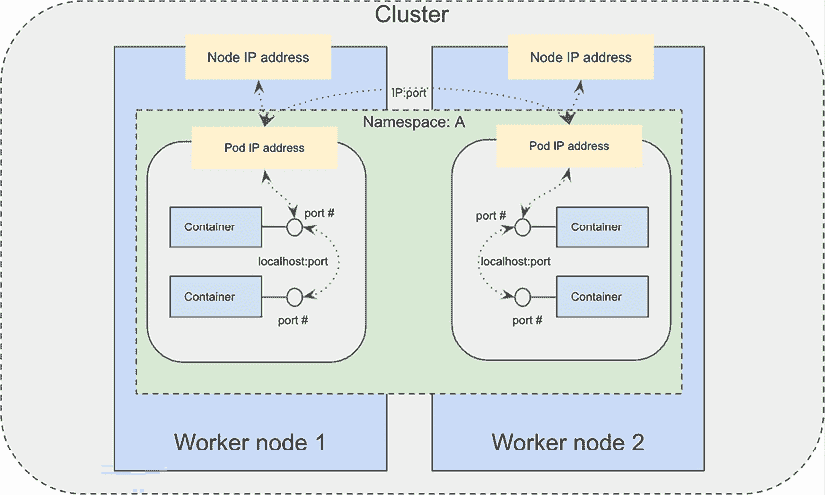 Cluster
Node IP address
Node IP address
IP:port
Namespace: A
Pod IP address
Pod IP address
port #
port #
Container
Container
localhost:port
localhost:port
Container
Container
port #
port #
Worker node 1
Worker node 2